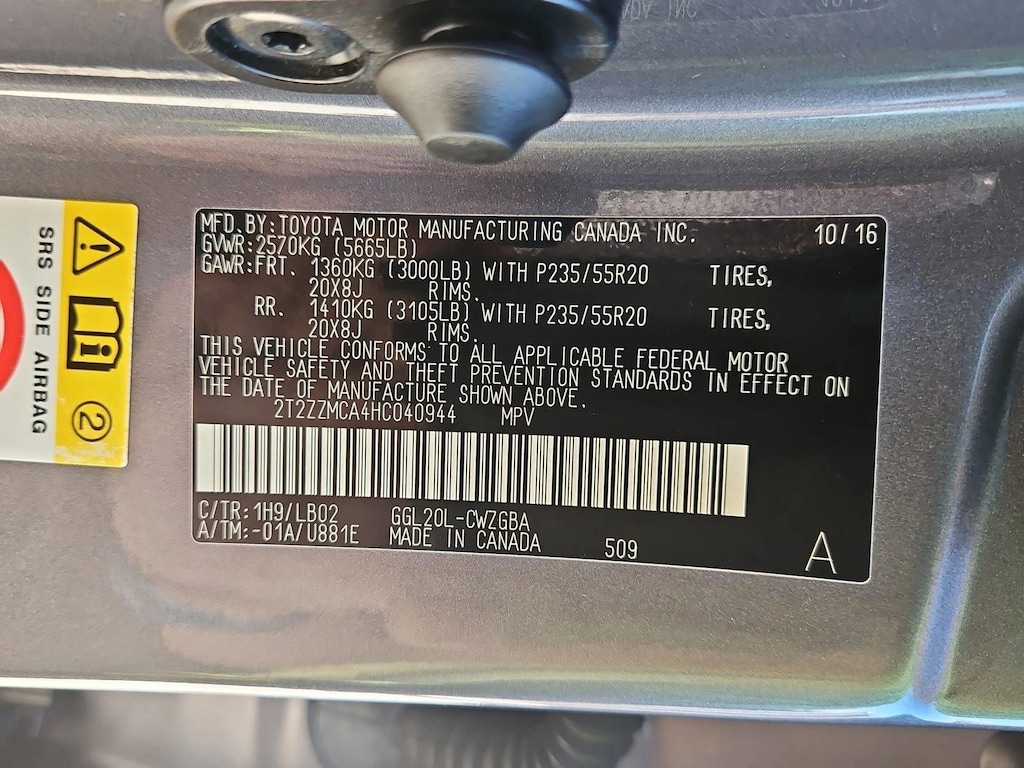 MFD. BY: TOYOTA MOTOR MANUFACTURING CANADA INC. 10/16
GVWR: 2570KG (5665LB)
GAWR: FRT. 1360KG (3000LB) WITH P235/55R20 TIRES,
20X8J RIMS.
RR. 1410KG (3105LB) WITH P235/55R20 TIRES,
20X8J RIMS.
THIS VEHICLE CONFORMS TO ALL APPLICABLE FEDERAL MOTOR
VEHICLE SAFETY AND THEFT PREVENTION STANDARDS IN EFFECT ON
THE DATE OF MANUFACTURE SHOWN ABOVE.
2T2ZZMCA4HC040944 MPV
C/TR: 1H9/LB02 GGL20L-CWZGBA
A/TM: -01A/U881E MADE IN CANADA 509 A
SRS SIDE AIRBAG
2